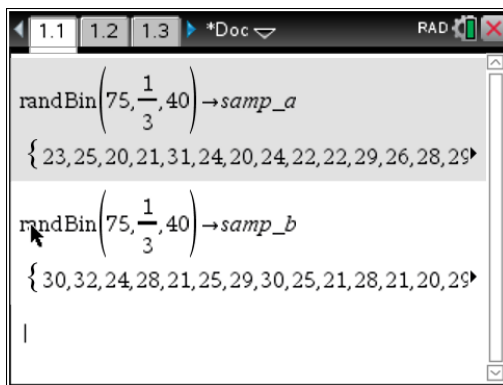 1.1 1.2 1.3 *Doc RAD
randBin(75,1/3,40)→samp_a
{23,25,20,21,31,24,20,24,22,22,29,26,28,29▸
randBin(75,1/3,40)→samp_b
{30,32,24,28,21,25,29,30,25,21,28,21,20,29▸